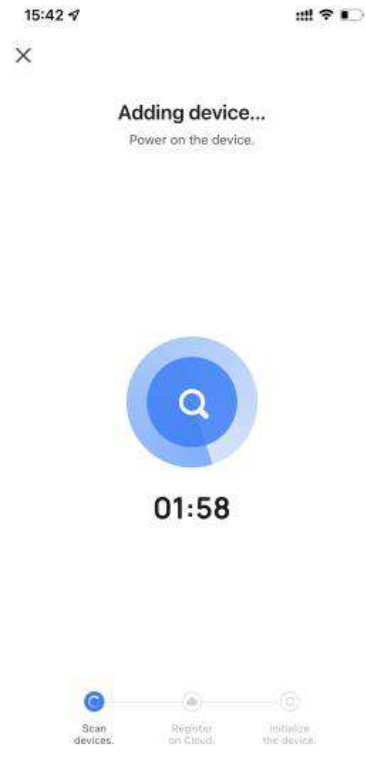 15:42
Adding device...
Power on the device.
01:58
Scan
devices.
Register
on Cloud.
Initialize
the device.